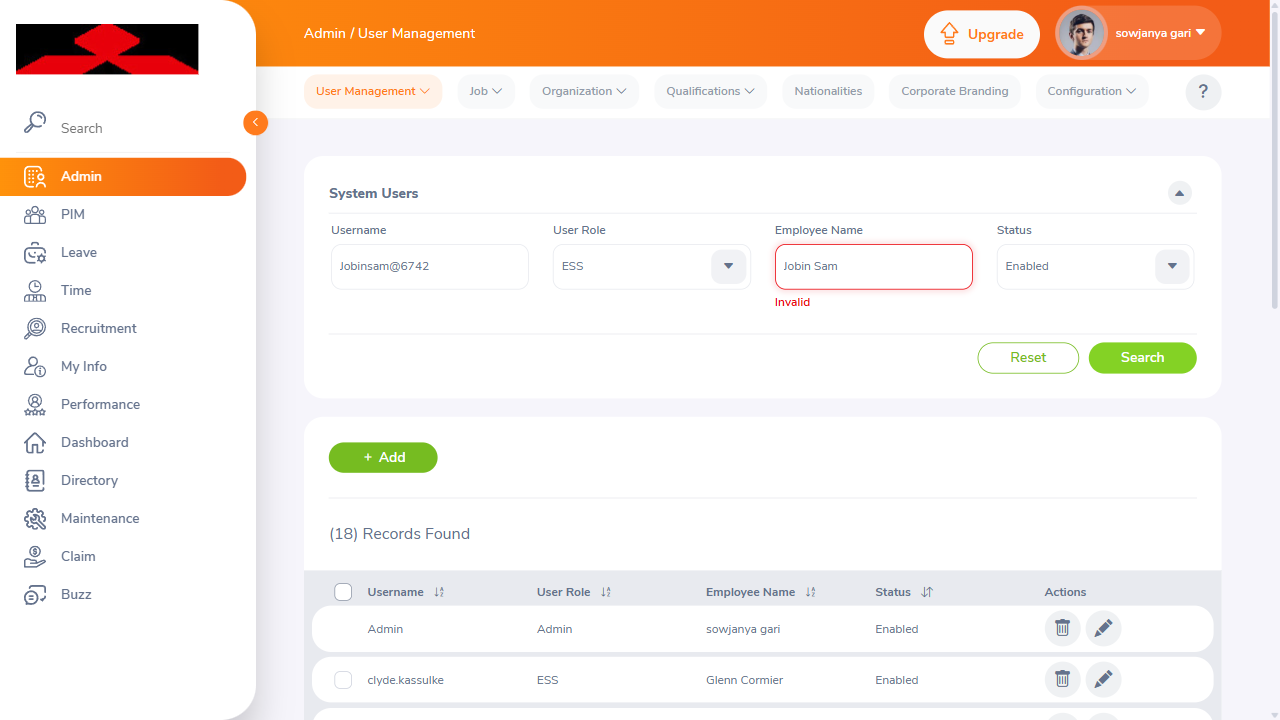 Admin / User Management
Upgrade
sowjanya gari
User Management
Job
Organization
Qualifications
Nationalities
Corporate Branding
Configuration
?
Search
Admin
PIM
Leave
Time
Recruitment
My Info
Performance
Dashboard
Directory
Maintenance
Claim
Buzz
System Users
Username
User Role
Employee Name
Status
Jobinsam@6742
ESS
Jobin Sam
Enabled
Invalid
Reset
Search
+ Add
(18) Records Found
Username
User Role
Employee Name
Status
Actions
Admin
Admin
sowjanya gari
Enabled
clyde.kassulke
ESS
Glenn Cormier
Enabled